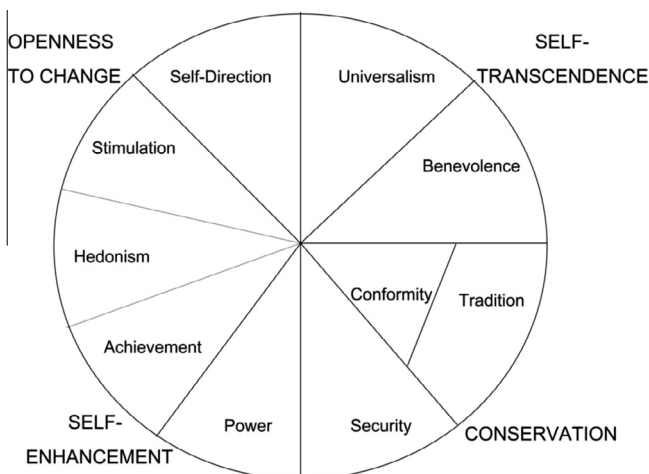 OPENNESS
TO CHANGE
SELF-
TRANSCENDENCE
Self-Direction
Universalism
Stimulation
Benevolence
Hedonism
Conformity
Tradition
Achievement
Power
Security
SELF-
ENHANCEMENT
CONSERVATION